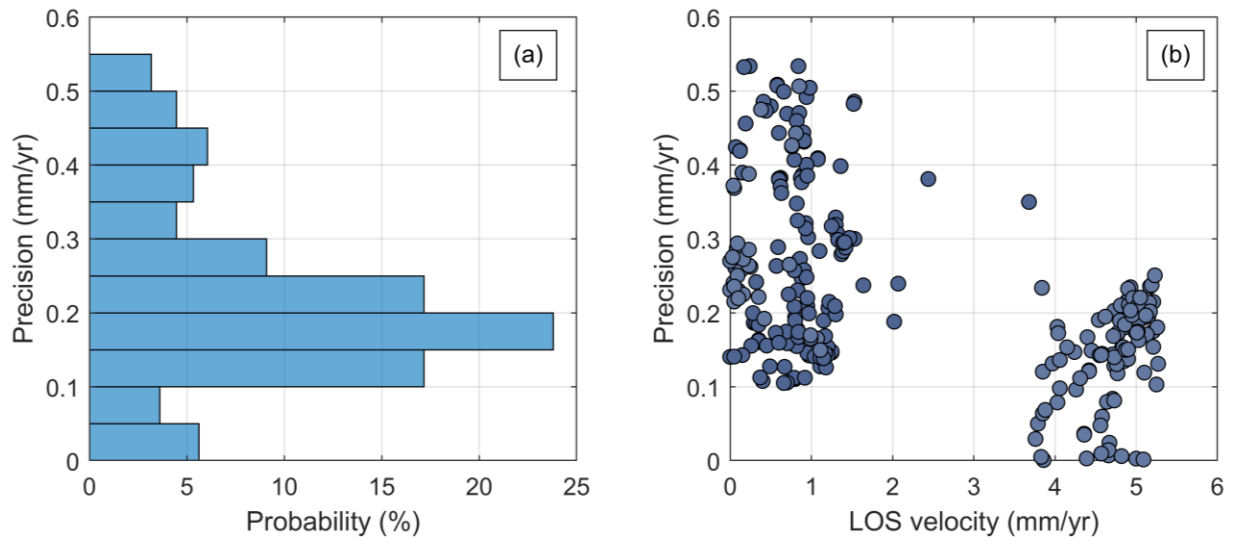 (a)
Precision (mm/yr)
0.6
0.5
0.4
0.3
0.2
0.1
0
0 5 10 15 20 25
Probability (%)
(b)
Precision (mm/yr)
0.6
0.5
0.4
0.3
0.2
0.1
0
0 1 2 3 4 5 6
LOS velocity (mm/yr)